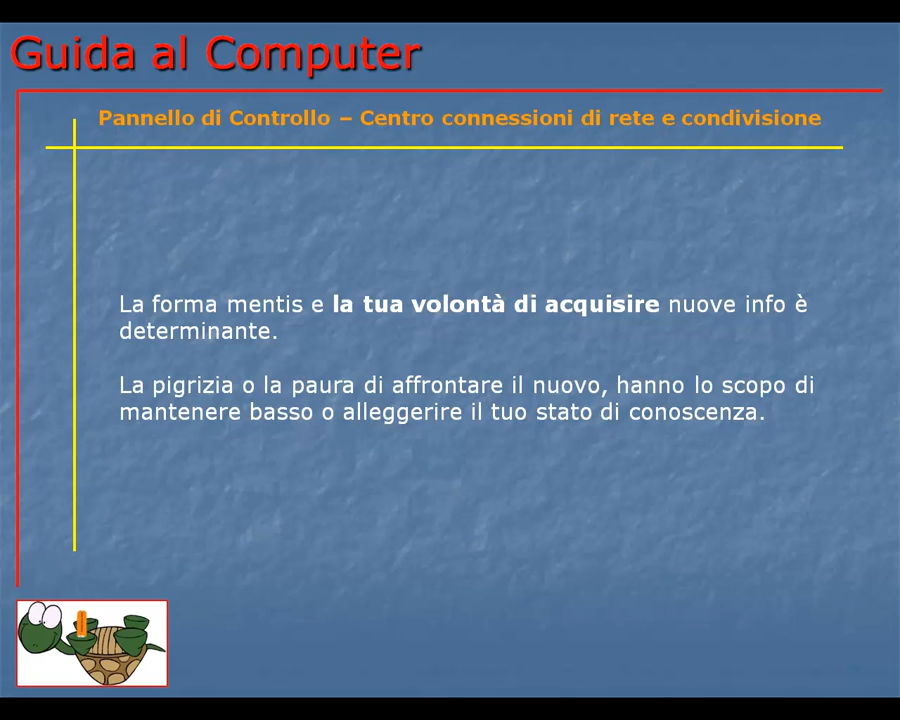 Guida al Computer
Pannello di Controllo – Centro connessioni di rete e condivisione
La forma mentis e la tua volontà di acquisire nuove info è
determinante.
La pigrizia o la paura di affrontare il nuovo, hanno lo scopo di
mantenere basso o alleggerire il tuo stato di conoscenza.